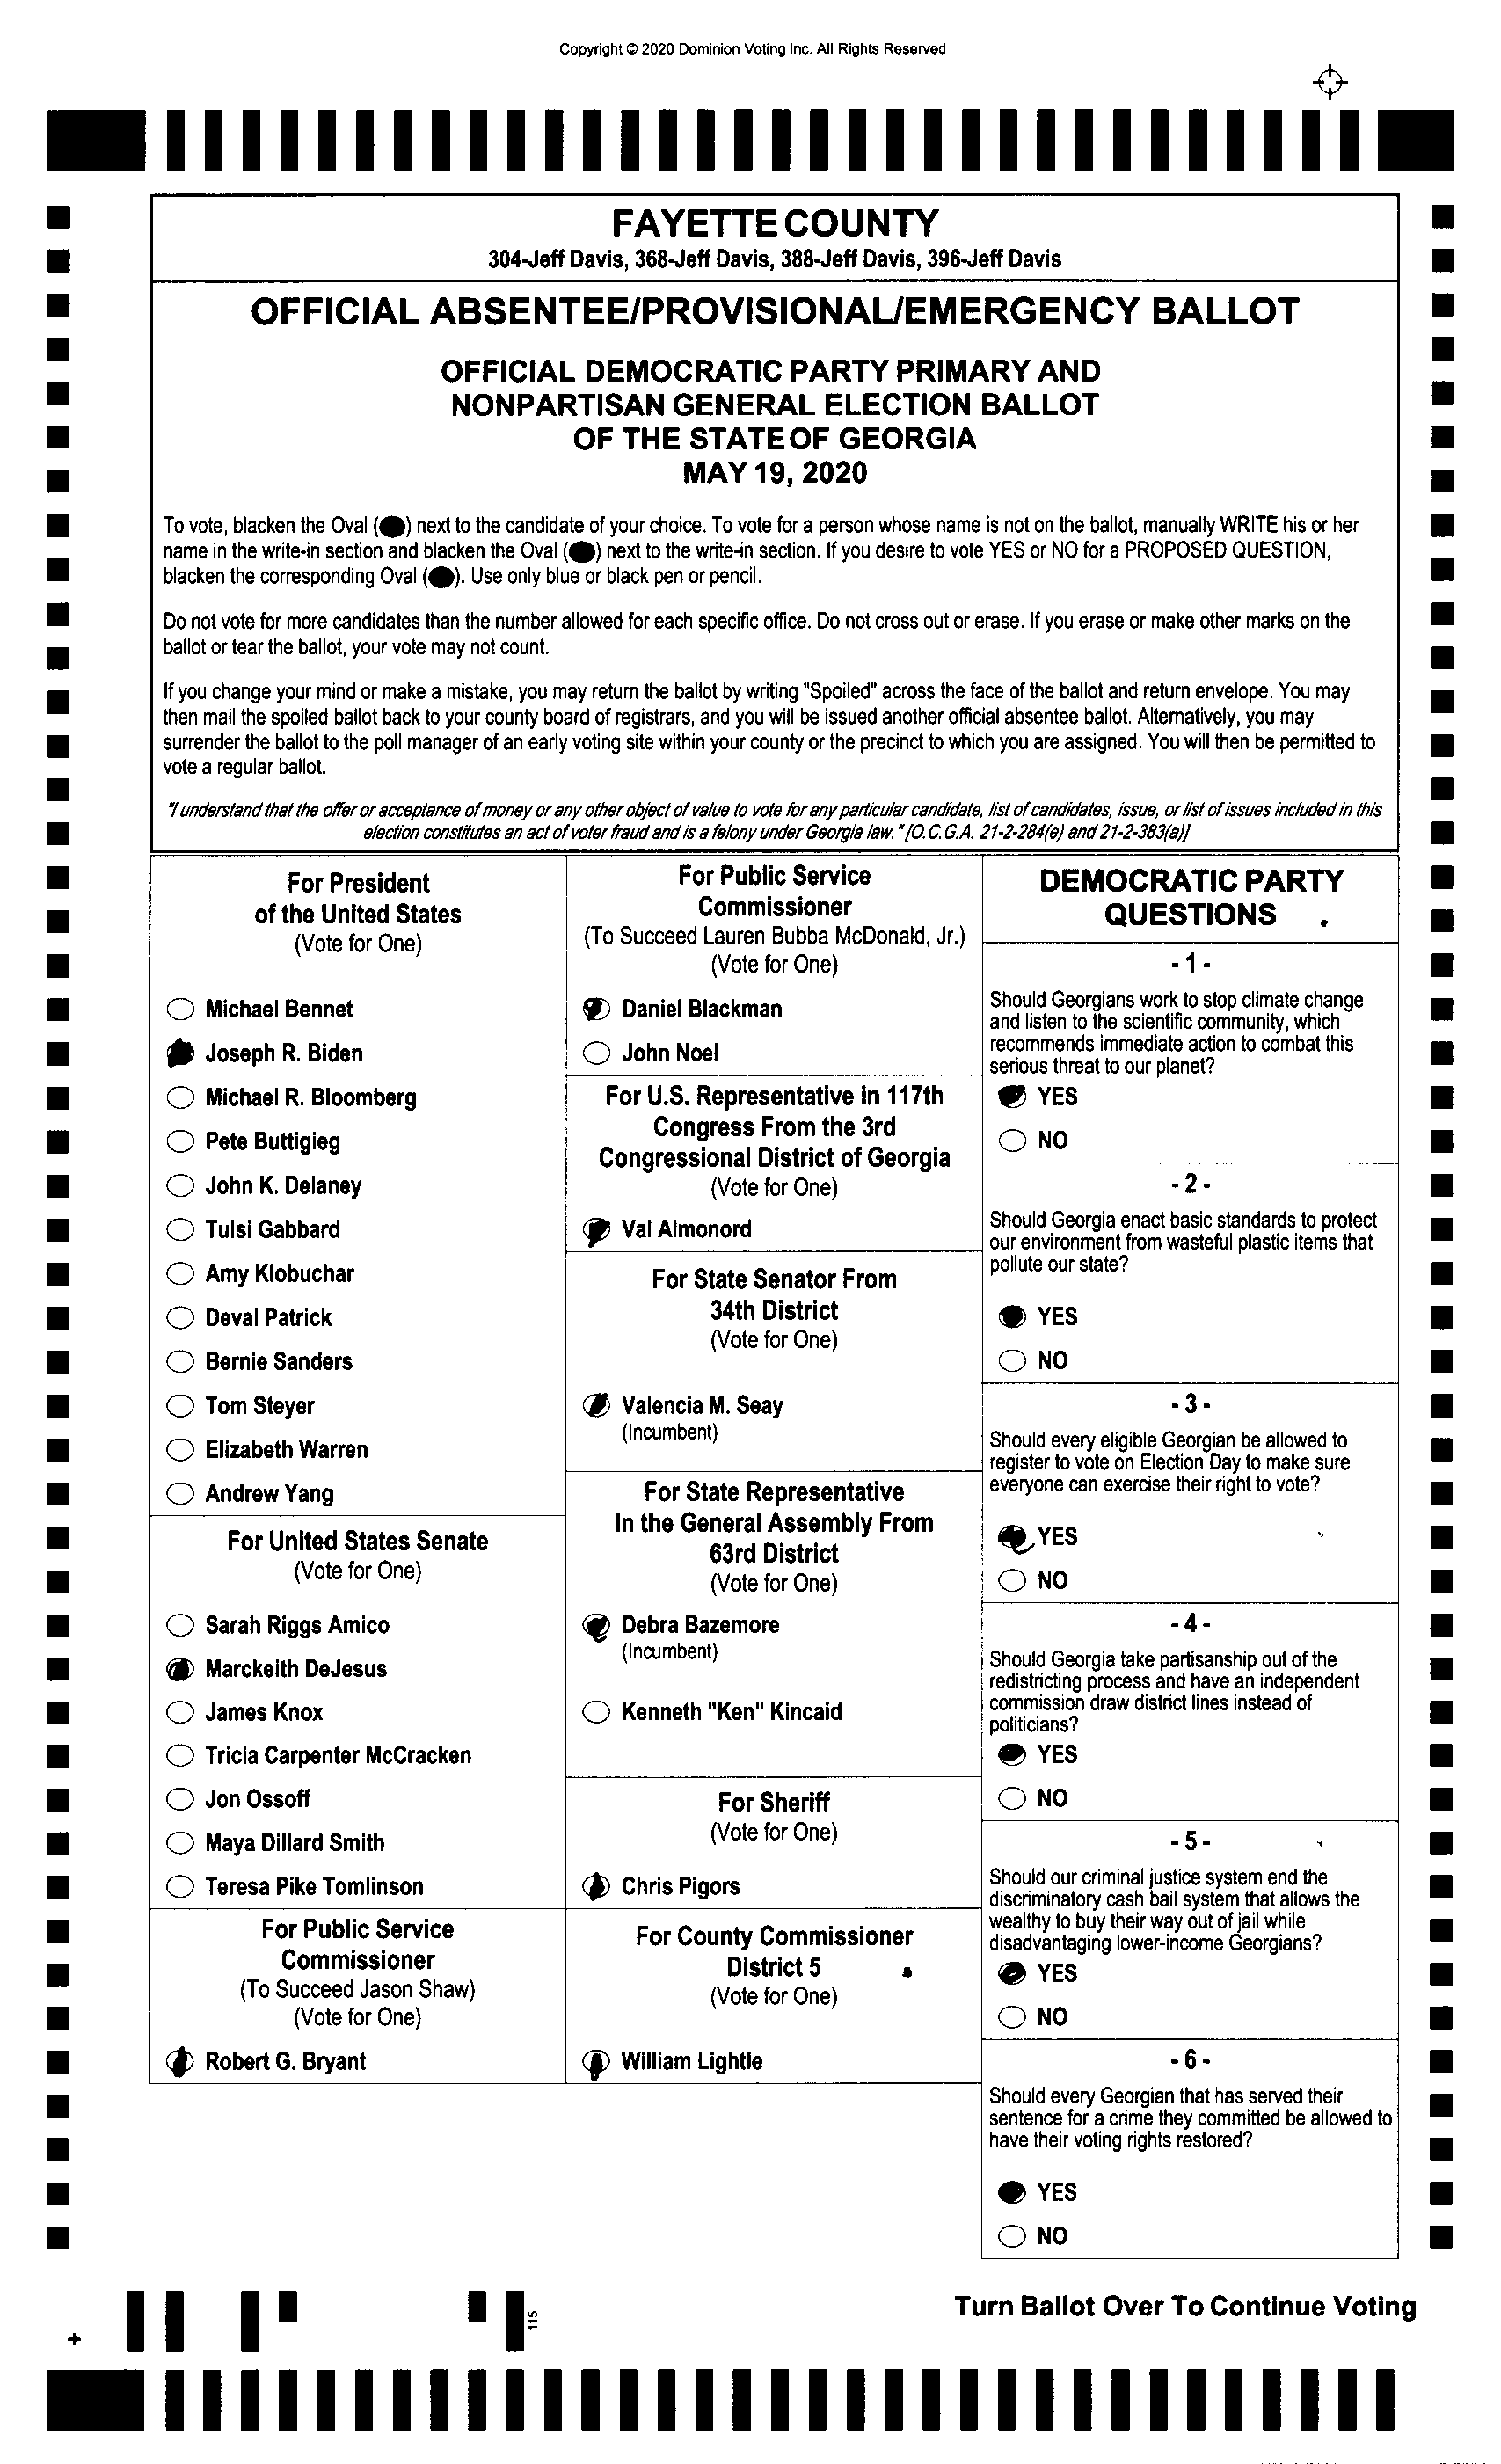 Copyright © 2020 Dominion Voting Inc. All Rights Reserved
FAYETTE COUNTY
304-Jeff Davis, 368-Jeff Davis, 388-Jeff Davis, 396-Jeff Davis
OFFICIAL ABSENTEE/PROVISIONAL/EMERGENCY BALLOT
OFFICIAL DEMOCRATIC PARTY PRIMARY AND
NONPARTISAN GENERAL ELECTION BALLOT
OF THE STATE OF GEORGIA
MAY 19, 2020
To vote, blacken the Oval ( ) next to the candidate of your choice. To vote for a person whose name is not on the ballot, manually WRITE his or her
name in the write-in section and blacken the Oval ( ) next to the write-in section. If you desire to vote YES or NO for a PROPOSED QUESTION,
blacken the corresponding Oval ( ). Use only blue or black pen or pencil.
Do not vote for more candidates than the number allowed for each specific office. Do not cross out or erase. If you erase or make other marks on the
ballot or tear the ballot, your vote may not count.
If you change your mind or make a mistake, you may return the ballot by writing "Spoiled" across the face of the ballot and return envelope. You may
then mail the spoiled ballot back to your county board of registrars, and you will be issued another official absentee ballot. Alternatively, you may
surrender the ballot to the poll manager of an early voting site within your county or the precinct to which you are assigned. You will then be permitted to
vote a regular ballot.
"I understand that the offer or acceptance of money or any other object of value to vote for any particular candidate, list of candidates, issue, or list of issues included in this
election constitutes an act of voter fraud and is a felony under Georgia law." [O.C.G.A. 21-2-284(e) and 21-2-383(a)]
For President
of the United States
(Vote for One)
Michael Bennet
Joseph R. Biden
Michael R. Bloomberg
Pete Buttigieg
John K. Delaney
Tulsi Gabbard
Amy Klobuchar
Deval Patrick
Bernie Sanders
Tom Steyer
Elizabeth Warren
Andrew Yang
For United States Senate
(Vote for One)
Sarah Riggs Amico
Marckeith DeJesus
James Knox
Tricia Carpenter McCracken
Jon Ossoff
Maya Dillard Smith
Teresa Pike Tomlinson
For Public Service
Commissioner
(To Succeed Jason Shaw)
(Vote for One)
Robert G. Bryant
For Public Service
Commissioner
(To Succeed Lauren Bubba McDonald, Jr.)
(Vote for One)
Daniel Blackman
John Noel
For U.S. Representative in 117th
Congress From the 3rd
Congressional District of Georgia
(Vote for One)
Val Almonord
For State Senator From
34th District
(Vote for One)
Valencia M. Seay
(Incumbent)
For State Representative
In the General Assembly From
63rd District
(Vote for One)
Debra Bazemore
(Incumbent)
Kenneth "Ken" Kincaid
For Sheriff
(Vote for One)
Chris Pigors
For County Commissioner
District 5
(Vote for One)
William Lightle
DEMOCRATIC PARTY
QUESTIONS
- 1 -
Should Georgians work to stop climate change
and listen to the scientific community, which
recommends immediate action to combat this
serious threat to our planet?
YES
NO
- 2 -
Should Georgia enact basic standards to protect
our environment from wasteful plastic items that
pollute our state?
YES
NO
- 3 -
Should every eligible Georgian be allowed to
register to vote on Election Day to make sure
everyone can exercise their right to vote?
YES
NO
- 4 -
Should Georgia take partisanship out of the
redistricting process and have an independent
commission draw district lines instead of
politicians?
YES
NO
- 5 -
Should our criminal justice system end the
discriminatory cash bail system that allows the
wealthy to buy their way out of jail while
disadvantaging lower-income Georgians?
YES
NO
- 6 -
Should every Georgian that has served their
sentence for a crime they committed be allowed to
have their voting rights restored?
YES
NO
115
Turn Ballot Over To Continue Voting